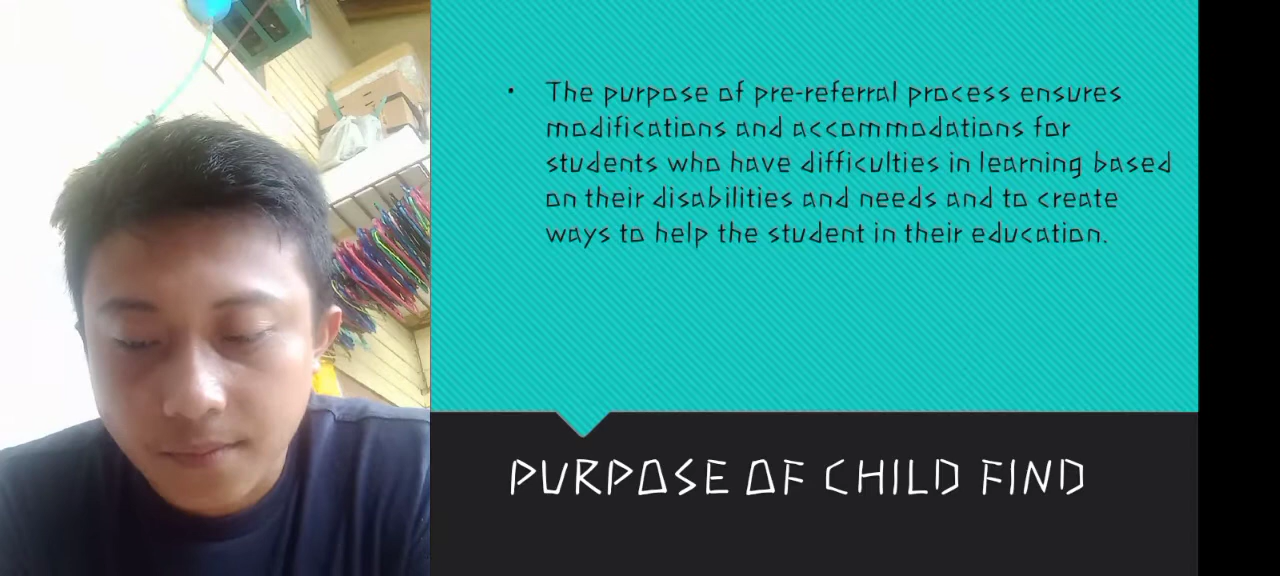 • The purpose of pre-referral process ensures
modifications and accommodations for
students who have difficulties in learning based
on their disabilities and needs and to create
ways to help the student in their education.
PURPOSE OF CHILD FIND